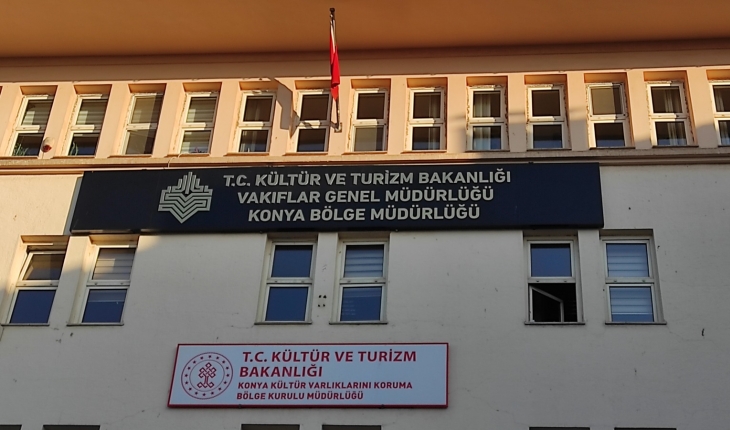 T.C. KÜLTÜR VE TURİZM BAKANLIĞI
VAKIFLAR GENEL MÜDÜRLÜĞÜ
KONYA BÖLGE MÜDÜRLÜĞÜ
T.C. KÜLTÜR VE TURİZM
BAKANLIĞI
KONYA KÜLTÜR VARLIKLARINI KORUMA
BÖLGE KURULU MÜDÜRLÜĞÜ